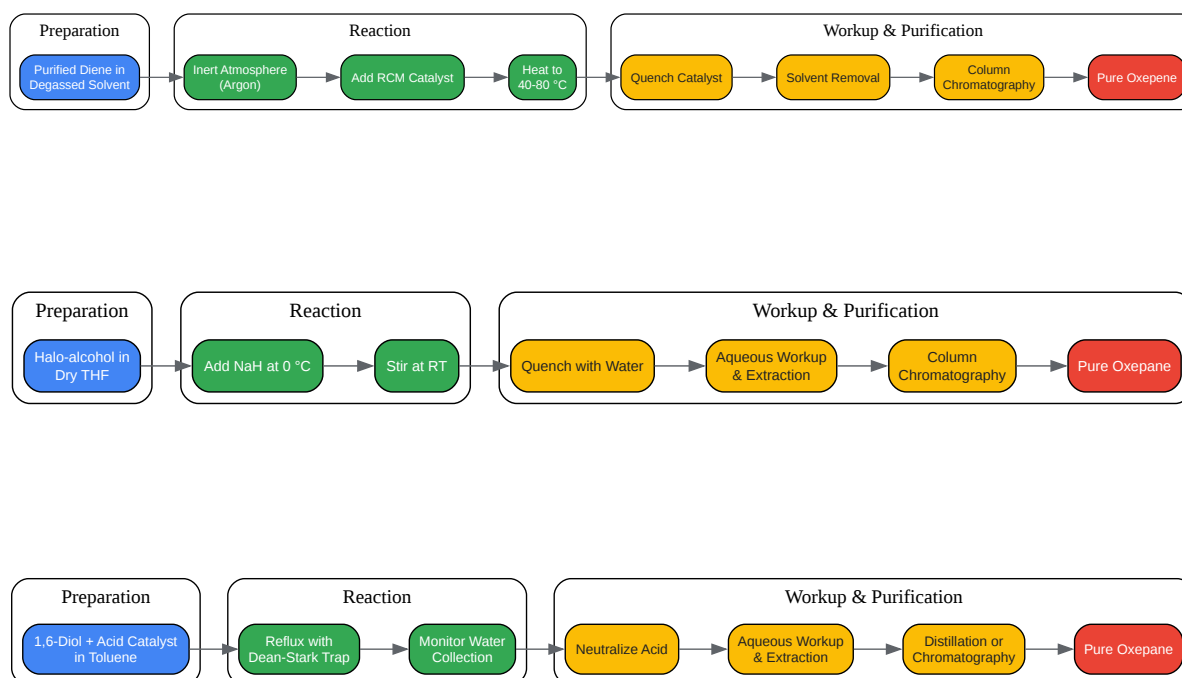 Preparation
Reaction
Workup & Purification
Purified Diene in
Degassed Solvent
Inert Atmosphere
(Argon)
Add RCM Catalyst
Heat to
40-80 °C
Quench Catalyst
Solvent Removal
Column
Chromatography
Pure Oxepene
Preparation
Reaction
Workup & Purification
Halo-alcohol in
Dry THF
Add NaH at 0 °C
Stir at RT
Quench with Water
Aqueous Workup
& Extraction
Column
Chromatography
Pure Oxepane
Preparation
Reaction
Workup & Purification
1,6-Diol + Acid Catalyst
in Toluene
Reflux with
Dean-Stark Trap
Monitor Water
Collection
Neutralize Acid
Aqueous Workup
& Extraction
Distillation or
Chromatography
Pure Oxepane